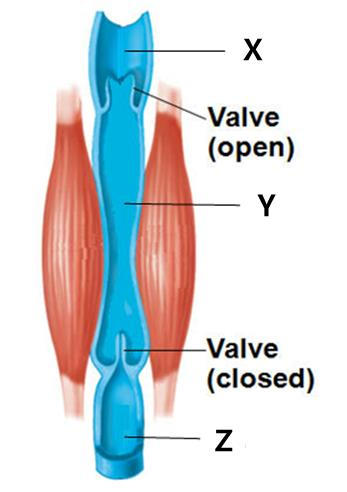 X
Valve
(open)
Y
Valve
(closed)
Z